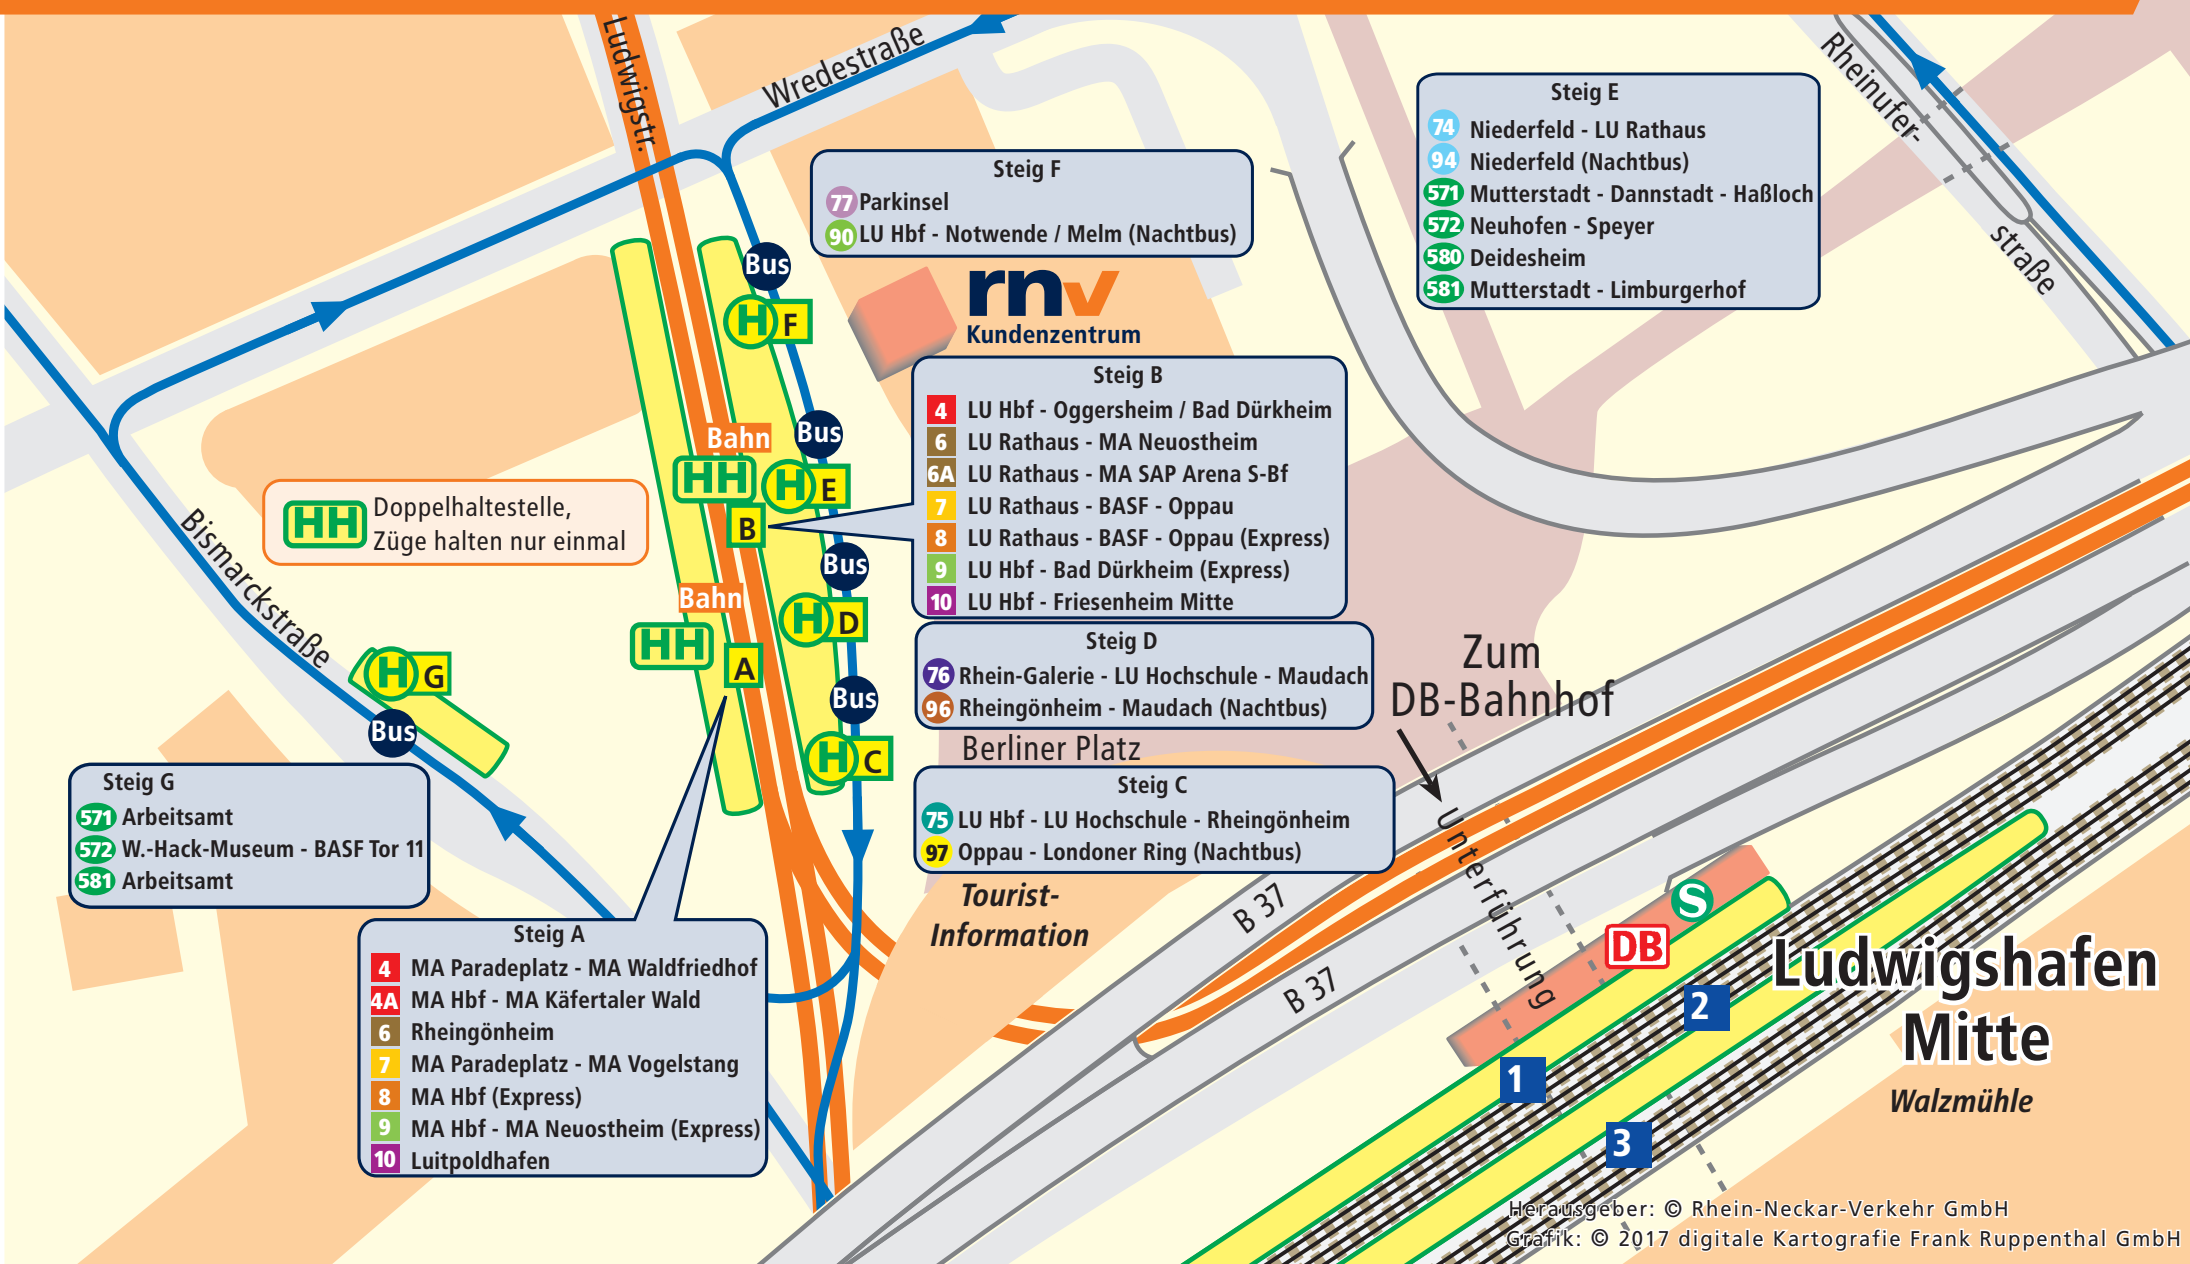 Ludwigstr.
Wredestraße
Rheinufer-
straße
Steig E
74 Niederfeld - LU Rathaus
94 Niederfeld (Nachtbus)
571 Mutterstadt - Dannstadt - Haßloch
572 Neuhofen - Speyer
580 Deidesheim
581 Mutterstadt - Limburgerhof
Steig F
77 Parkinsel
90 LU Hbf - Notwende / Melm (Nachtbus)
Bus
H F
rnv
Kundenzentrum
Steig B
4 LU Hbf - Oggersheim / Bad Dürkheim
6 LU Rathaus - MA Neuostheim
6A LU Rathaus - MA SAP Arena S-Bf
7 LU Rathaus - BASF - Oppau
8 LU Rathaus - BASF - Oppau (Express)
9 LU Hbf - Bad Dürkheim (Express)
10 LU Hbf - Friesenheim Mitte
Bahn
Bus
HH
H E
B
HH Doppelhaltestelle,
Züge halten nur einmal
Bismarckstraße
Bus
Bahn
H D
HH
A
Steig D
76 Rhein-Galerie - LU Hochschule - Maudach
96 Rheingönheim - Maudach (Nachtbus)
Zum
DB-Bahnhof
H G
Bus
Bus
H C
Berliner Platz
Steig C
75 LU Hbf - LU Hochschule - Rheingönheim
97 Oppau - Londoner Ring (Nachtbus)
Steig G
571 Arbeitsamt
572 W.-Hack-Museum - BASF Tor 11
581 Arbeitsamt
Tourist-
Information
B 37
B 37
Unterführung
S
DB
Steig A
4 MA Paradeplatz - MA Waldfriedhof
4A MA Hbf - MA Käfertaler Wald
6 Rheingönheim
7 MA Paradeplatz - MA Vogelstang
8 MA Hbf (Express)
9 MA Hbf - MA Neuostheim (Express)
10 Luitpoldhafen
Ludwigshafen
Mitte
Walzmühle
2
1
3
Herausgeber: © Rhein-Neckar-Verkehr GmbH
Grafik: © 2017 digitale Kartografie Frank Ruppenthal GmbH